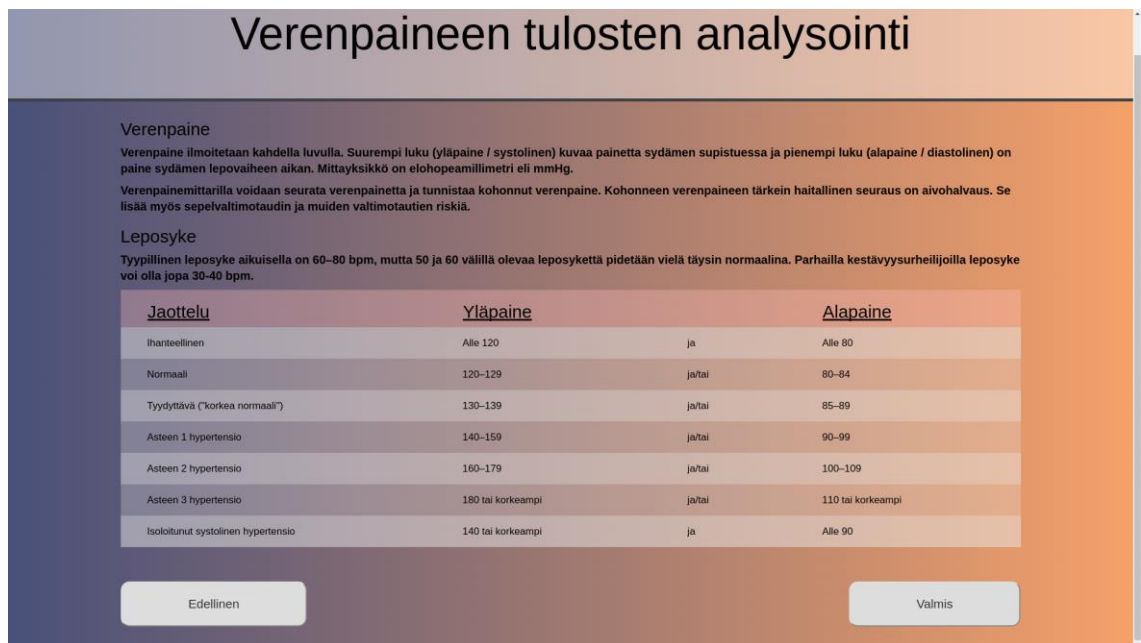 Verenpaineen tulosten analysointi
Verenpaine
Verenpaine ilmoitetaan kahdella luvulla. Suurempi luku (yläpaine / systolinen) kuvaa painetta sydämen supistuessa ja pienempi luku (alapaine / diastolinen) on
paine sydämen lepovaiheen aikan. Mittayksikkö on elohopeamillimetri eli mmHg.
Verenpainemittarilla voidaan seurata verenpainetta ja tunnistaa kohonnut verenpaine. Kohonneen verenpaineen tärkein haitallinen seuraus on aivohalvaus. Se
lisää myös sepelvaltimotaudin ja muiden valtimotautien riskiä.
Leposyke
Tyypillinen leposyke aikuisella on 60–80 bpm, mutta 50 ja 60 välillä olevaa leposykettä pidetään vielä täysin normaalina. Parhailla kestävyysurheilijoilla leposyke
voi olla jopa 30-40 bpm.
Jaottelu Yläpaine Alapaine
Ihanteellinen Alle 120 ja Alle 80
Normaali 120–129 ja/tai 80–84
Tyydyttävä ("korkea normaali") 130–139 ja/tai 85–89
Asteen 1 hypertensio 140–159 ja/tai 90–99
Asteen 2 hypertensio 160–179 ja/tai 100–109
Asteen 3 hypertensio 180 tai korkeampi ja/tai 110 tai korkeampi
Isoloitunut systolinen hypertensio 140 tai korkeampi ja Alle 90
Edellinen Valmis